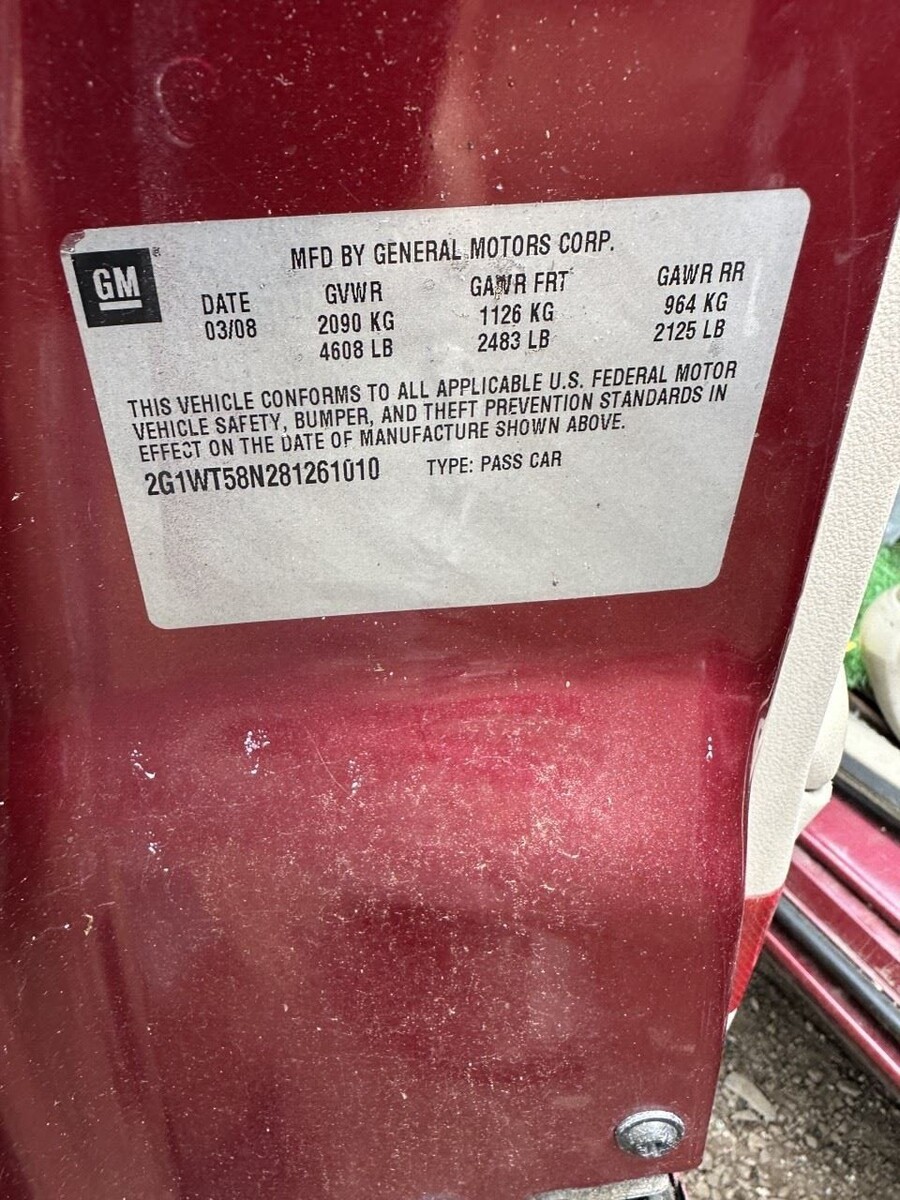 MFD BY GENERAL MOTORS CORP.
GM
DATE GVWR GAWR FRT GAWR RR
03/08 2090 KG 1126 KG 964 KG
4608 LB 2483 LB 2125 LB
THIS VEHICLE CONFORMS TO ALL APPLICABLE U.S. FEDERAL MOTOR
VEHICLE SAFETY, BUMPER, AND THEFT PREVENTION STANDARDS IN
EFFECT ON THE DATE OF MANUFACTURE SHOWN ABOVE.
2G1WT58N281261010 TYPE: PASS CAR